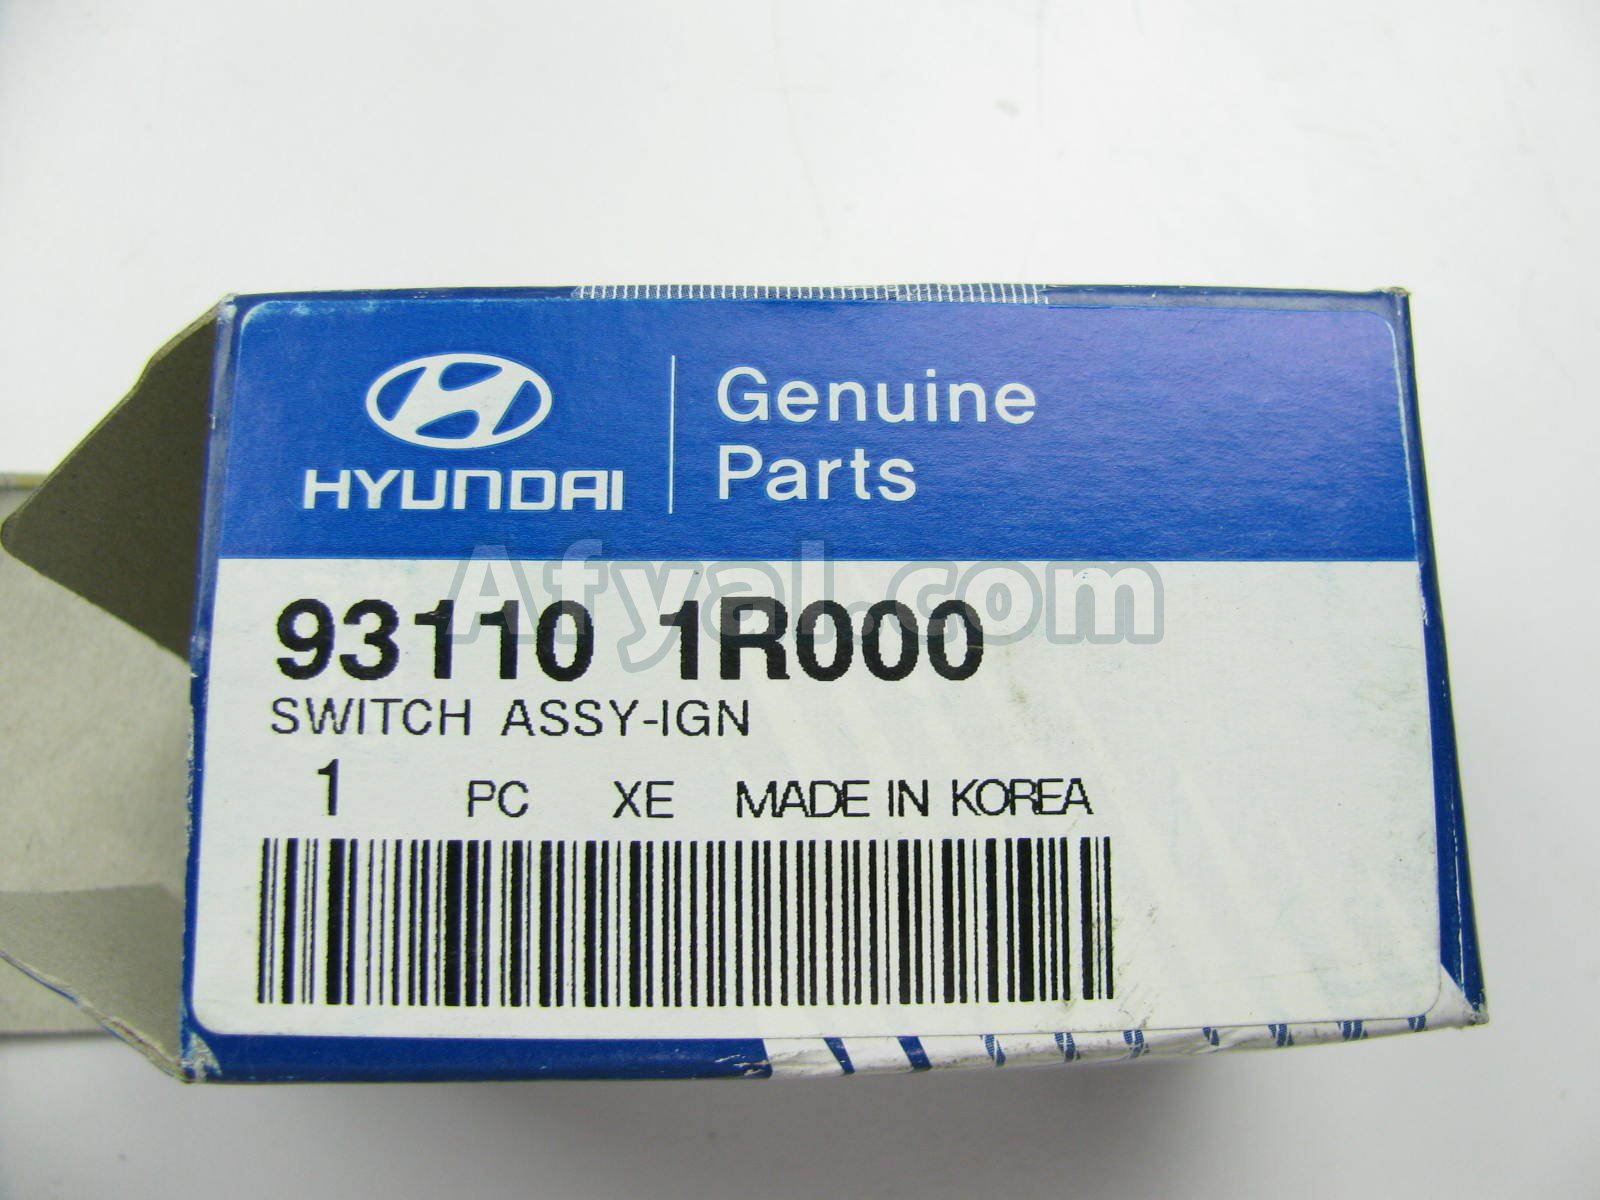 HYUNDAI
Genuine
Parts
Afyal.com
93110 1R000
SWITCH ASSY-IGN
1 PC XE MADE IN KOREA